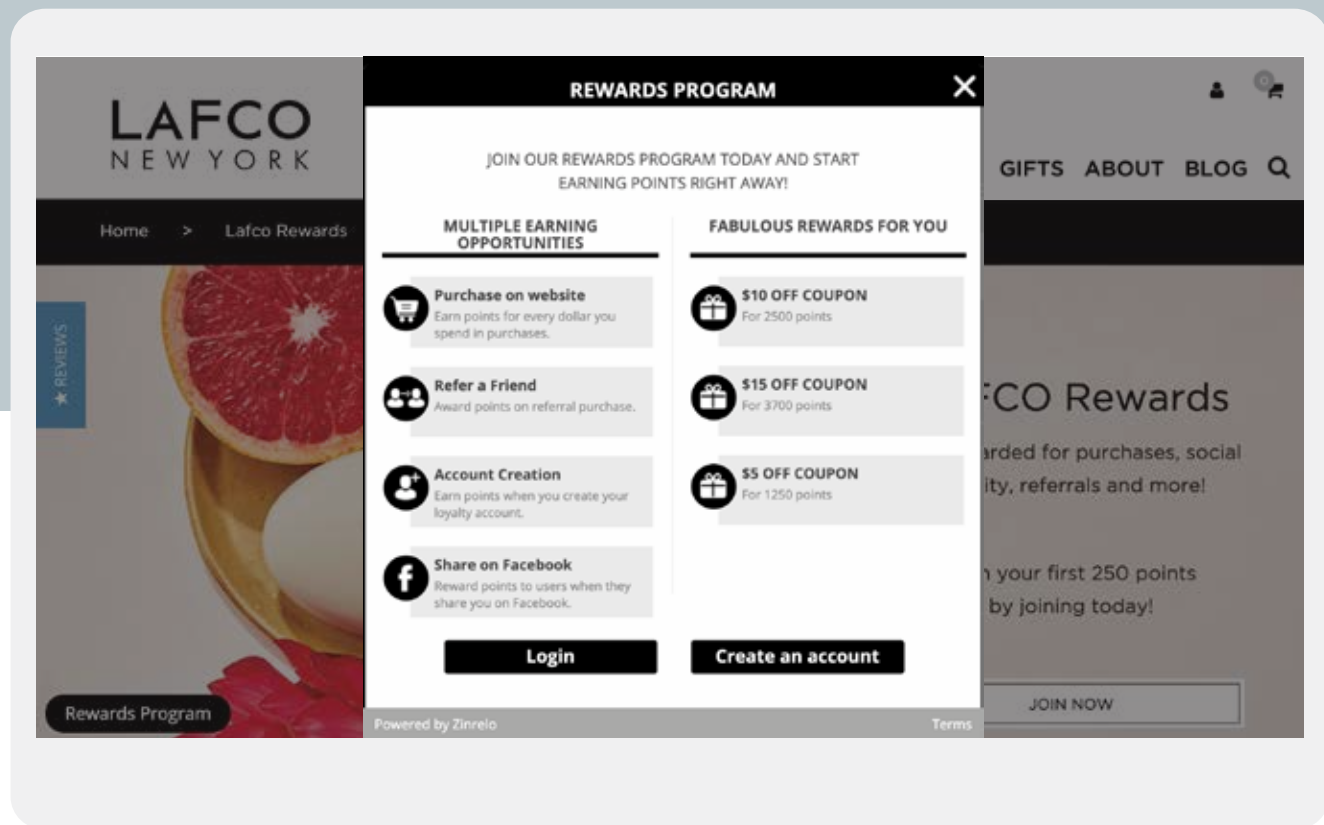 LAFCO
NEW YORK
GIFTS ABOUT BLOG
0
Home > Lafco Rewards
★ REVIEWS
REWARDS PROGRAM
JOIN OUR REWARDS PROGRAM TODAY AND START
EARNING POINTS RIGHT AWAY!
MULTIPLE EARNING
OPPORTUNITIES
Purchase on website
Earn points for every dollar you
spend in purchases.
Refer a Friend
Award points on referral purchase.
Account Creation
Earn points when you create your
loyalty account.
Share on Facebook
Reward points to users when they
share you on Facebook.
FABULOUS REWARDS FOR YOU
$10 OFF COUPON
For 2500 points
$15 OFF COUPON
For 3700 points
$5 OFF COUPON
For 1250 points
Login
Create an account
Powered by Zinrelo
Terms
Rewards
for purchases, social
referrals and more!
your first 250 points
by joining today!
JOIN NOW
Rewards Program